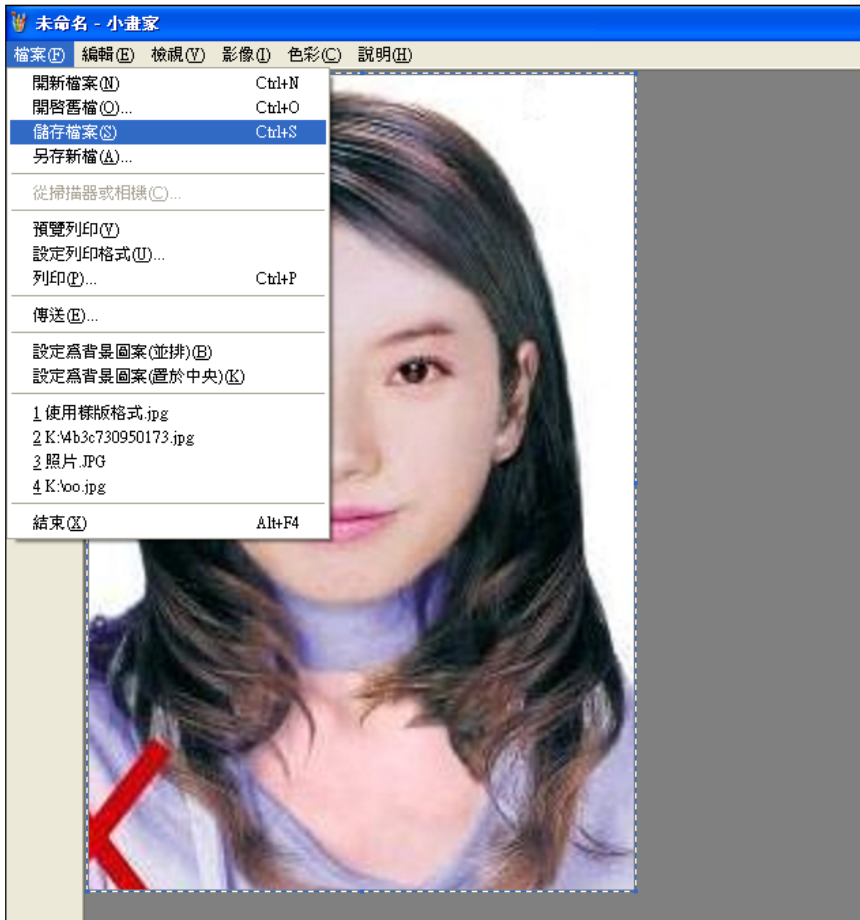 未命名 - 小畫家
檔案(F) 編輯(E) 檢視(V) 影像(I) 色彩(C) 說明(H)
開新檔案(N) Ctrl+N
開啓舊檔(O)... Ctrl+O
儲存檔案(S) Ctrl+S
另存新檔(A)...
從掃描器或相機(C)...
預覽列印(V)
設定列印格式(U)...
列印(P)... Ctrl+P
傳送(E)...
設定爲背景圖案(並排)(B)
設定爲背景圖案(置於中央)(K)
1 使用樣版格式.jpg
2 K:\4b3c730950173.jpg
3 照片.JPG
4 K:\oo.jpg
結束(X) Alt+F4